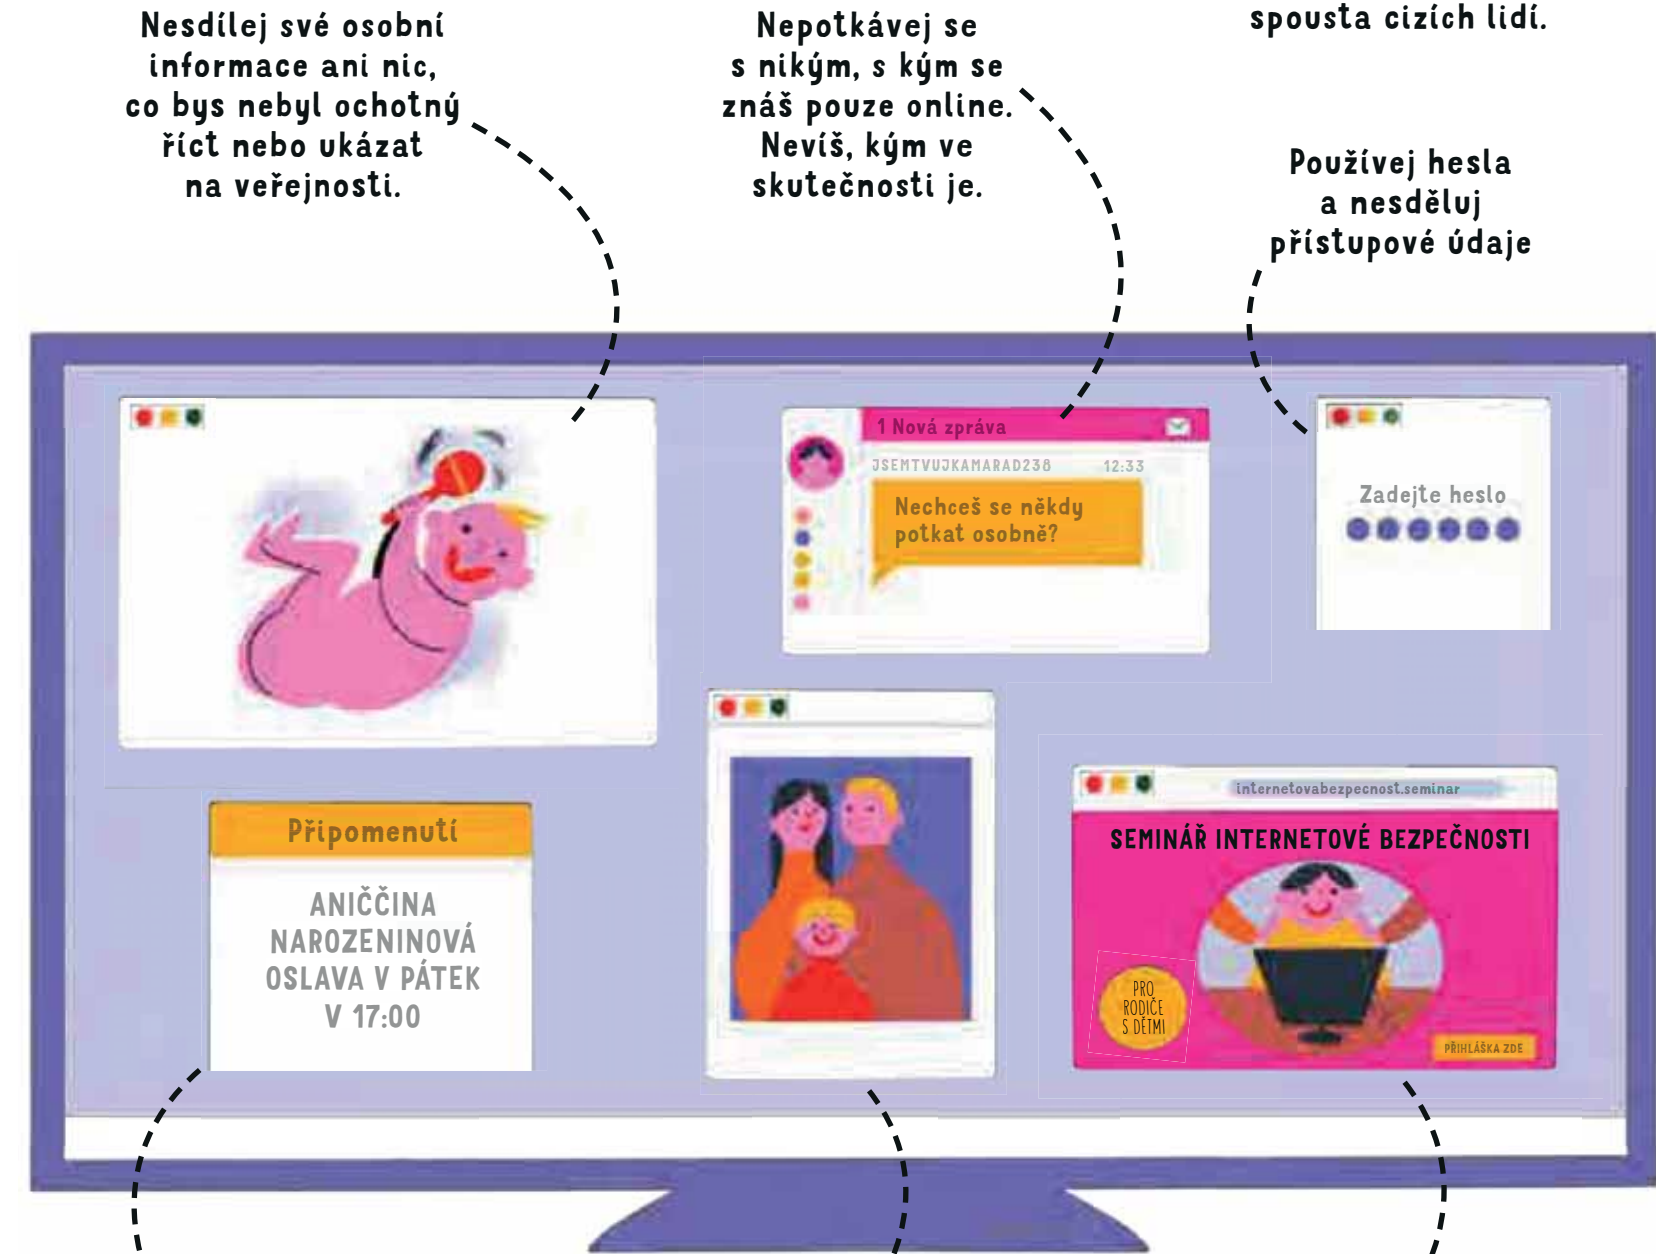 Nesdílej své osobní
informace ani nic,
co bys nebyl ochotný
říct nebo ukázat
na veřejnosti.
Nepotkávej se
s nikým, s kým se
znáš pouze online.
Nevíš, kým ve
skutečnosti je.
spousta cizích lidí.
Používej hesla
a nesděluj
přístupové údaje
1 Nová zpráva
JSEMTVUJKAMARAD238 12:33
Nechceš se někdy
potkat osobně?
Zadejte heslo
Připomenutí
ANIČČINA
NAROZENINOVÁ
OSLAVA V PÁTEK
V 17:00
internetovabezpecnost.seminar
SEMINÁŘ INTERNETOVÉ BEZPEČNOSTI
PRO
RODIČE
S DĚTMI
PŘIHLÁŠKA ZDE